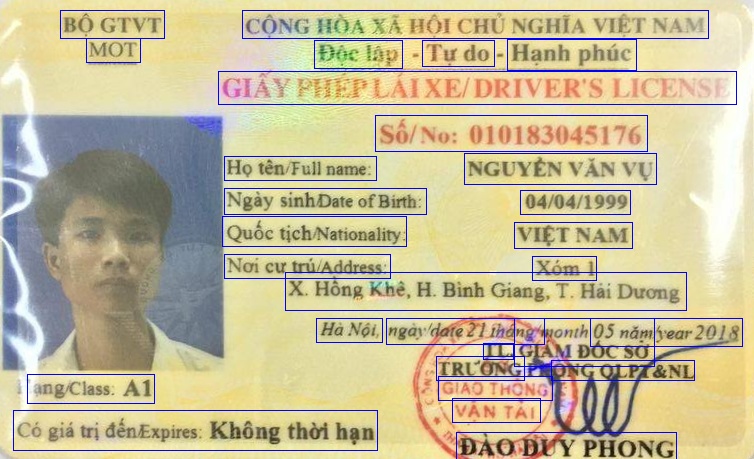 BỘ GTVT
MOT
CỘNG HÒA XÃ HỘI CHỦ NGHĨA VIỆT NAM
Độc lập - Tự do - Hạnh phúc
GIẤY PHÉP LÁI XE/ DRIVER'S LICENSE
Số/ No: 010183045176
Họ tên/Full name: NGUYỄN VĂN VỤ
Ngày sinh/Date of Birth: 04/04/1999
Quốc tịch/Nationality: VIỆT NAM
Nơi cư trú/Address: Xóm 1
X. Hồng Khê, H. Bình Giang, T. Hải Dương
Hà Nội, ngày/date 21 tháng/month 05 năm/year 2018
TL. GIÁM ĐỐC SỞ
TRƯỞNG PHÒNG QLPT&NL
GIAO THÔNG
VẬN TẢI
Hạng/Class: A1
Có giá trị đến/Expires: Không thời hạn
ĐÀO DUY PHONG